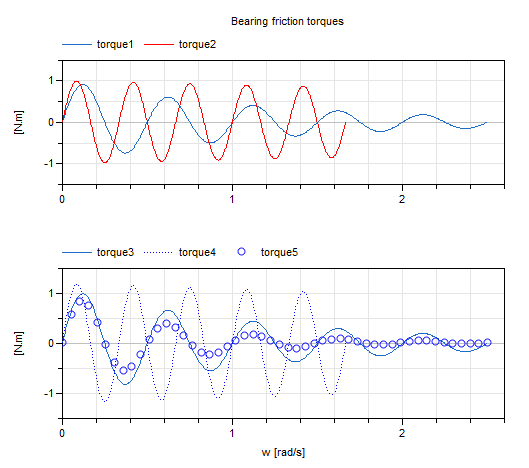 Bearing friction torques
torque1 torque2
[N.m]
1
0
-1
0 1 2
torque3 torque4 torque5
[N.m]
1
0
-1
0 1 2
w [rad/s]